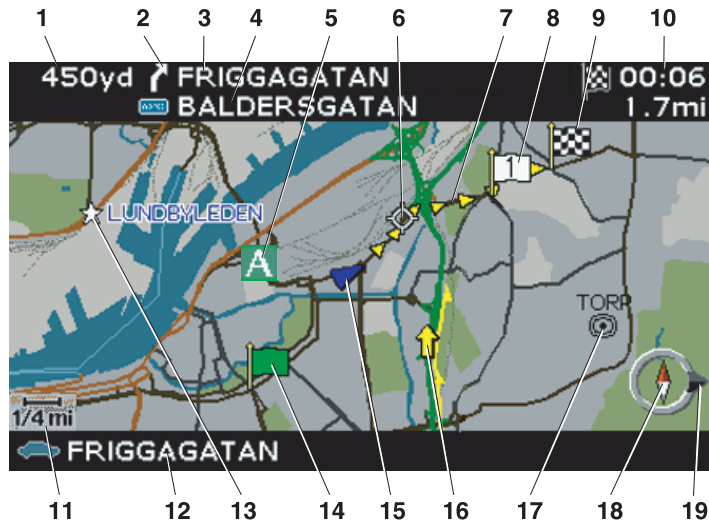 1 2 3 4 5 6 7 8 9 10
450yd FRIGGAGATAN 00:06
BALDERSGATAN 1.7mi
1
LUNDBYLEDEN
A
TORP
1/4 mi
FRIGGAGATAN
11 12 13 14 15 16 17 18 19